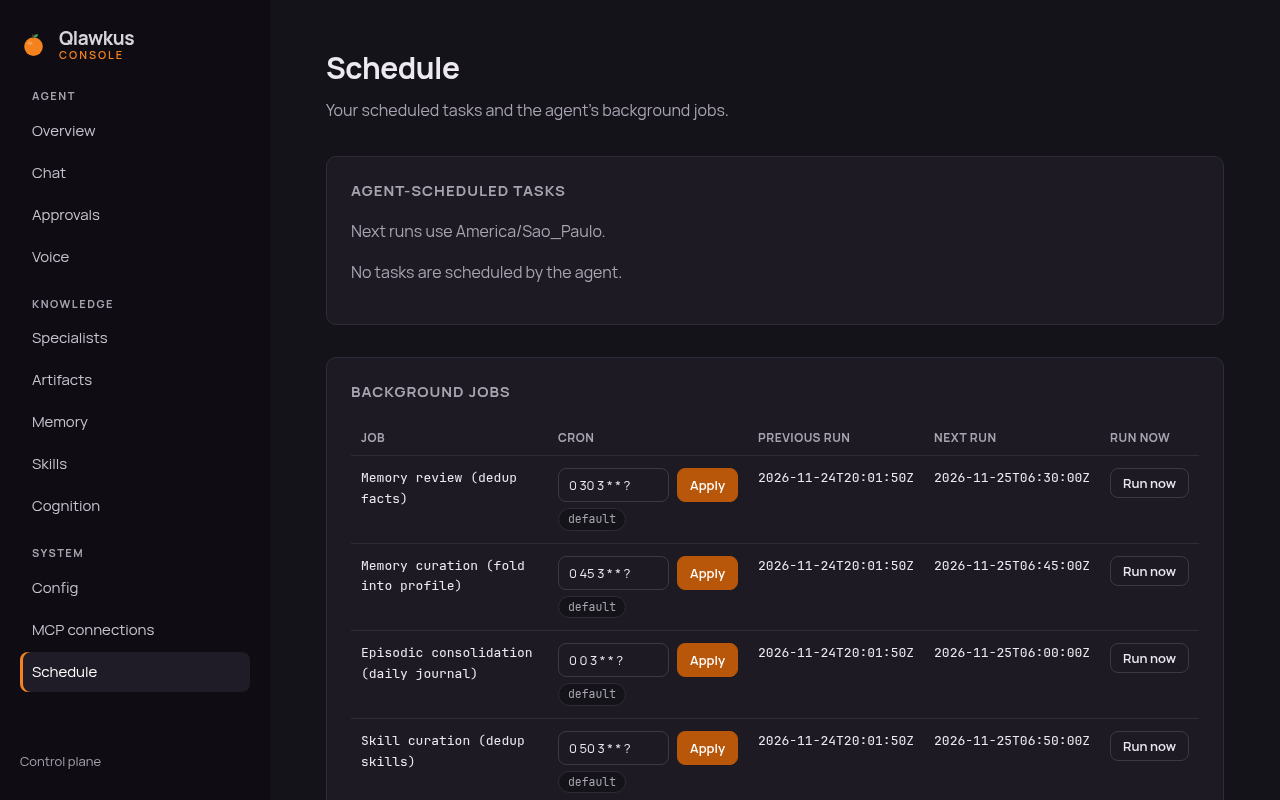 Qlawkus
CONSOLE
AGENT
Overview
Chat
Approvals
Voice
KNOWLEDGE
Specialists
Artifacts
Memory
Skills
Cognition
SYSTEM
Config
MCP connections
Schedule
Control plane
Schedule
Your scheduled tasks and the agent's background jobs.
AGENT-SCHEDULED TASKS
Next runs use America/Sao_Paulo.
No tasks are scheduled by the agent.
BACKGROUND JOBS
JOB CRON PREVIOUS RUN NEXT RUN RUN NOW
Memory review (dedup facts) 0 30 3 * * ? Apply default 2026-11-24T20:01:50Z 2026-11-25T06:30:00Z Run now
Memory curation (fold into profile) 0 45 3 * * ? Apply default 2026-11-24T20:01:50Z 2026-11-25T06:45:00Z Run now
Episodic consolidation (daily journal) 0 0 3 * * ? Apply default 2026-11-24T20:01:50Z 2026-11-25T06:00:00Z Run now
Skill curation (dedup skills) 0 50 3 * * ? Apply default 2026-11-24T20:01:50Z 2026-11-25T06:50:00Z Run now